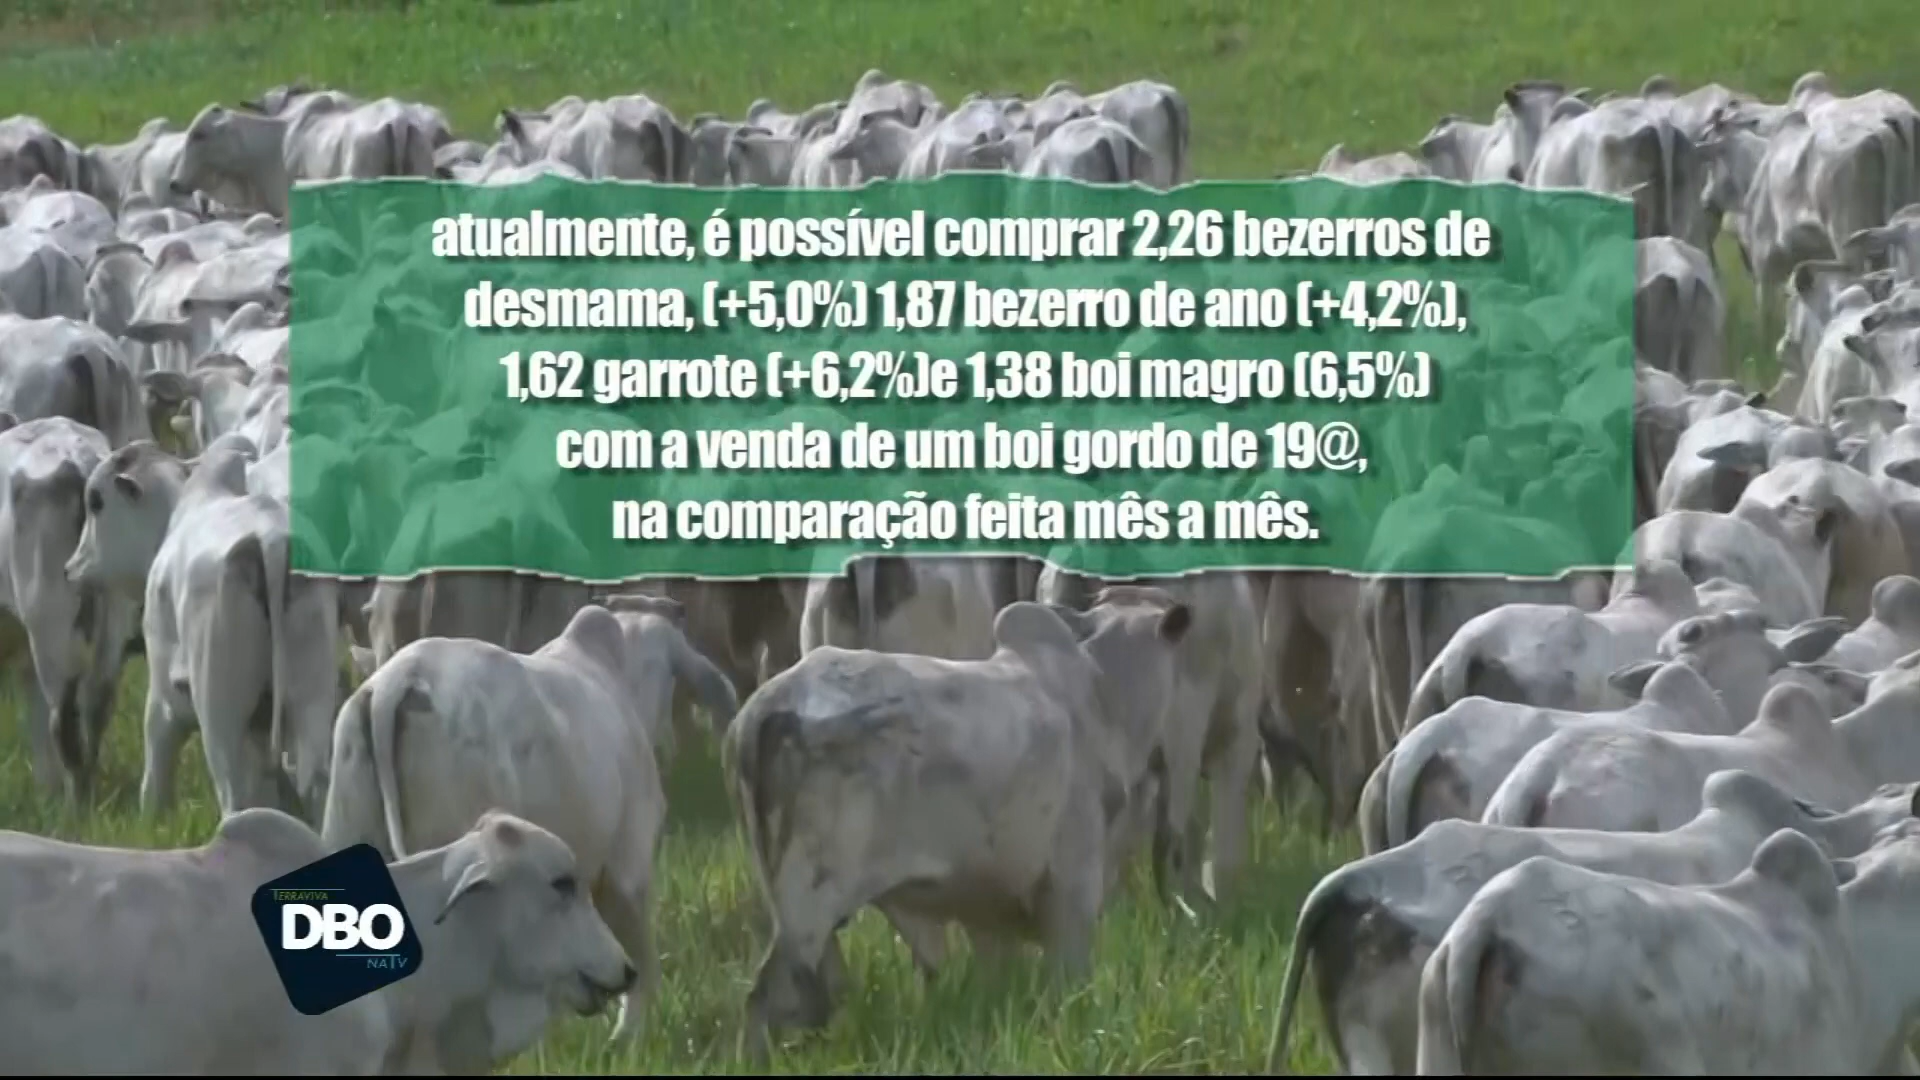 atualmente, é possível comprar 2,26 bezerros de
desmama, (+5,0%) 1,87 bezerro de ano (+4,2%),
1,62 garrote (+6,2%)e 1,38 boi magro (6,5%)
com a venda de um boi gordo de 19@,
na comparação feita mês a mês.
TERRAVIVA
DBO
NATV